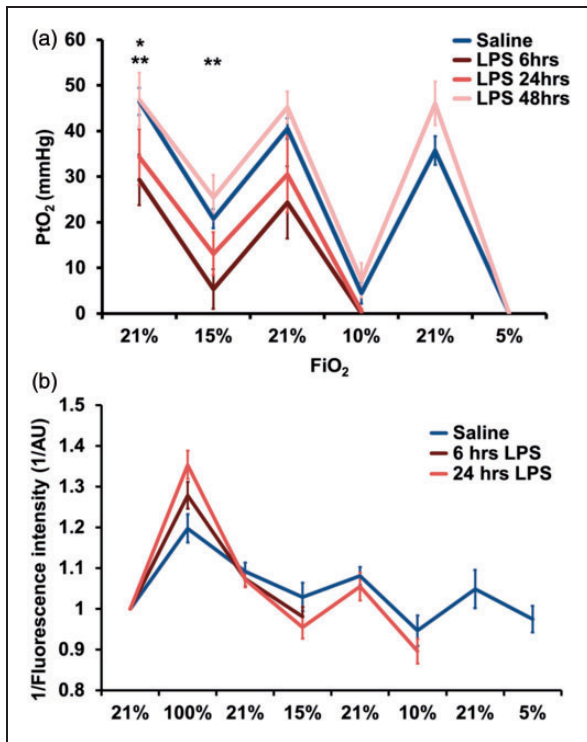 (a)
60
50
40
30
20
10
0
PtO2 (mmHg)
*
**
**
Saline
LPS 6hrs
LPS 24hrs
LPS 48hrs
21% 15% 21% 10% 21% 5%
FiO2
(b)
1.5
1.4
1.3
1.2
1.1
1
0.9
0.8
1/Fluorescence intensity (1/AU)
Saline
6 hrs LPS
24 hrs LPS
21% 100% 21% 15% 21% 10% 21% 5%